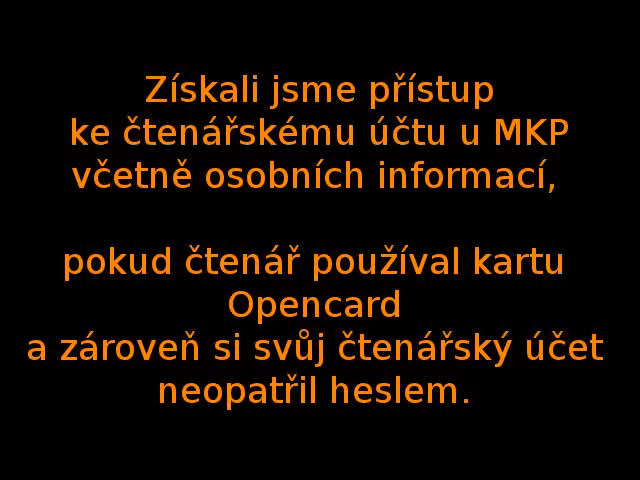 Získali jsme přístup
ke čtenářskému účtu u MKP
včetně osobních informací,
pokud čtenář používal kartu
Opencard
a zároveň si svůj čtenářský účet
neopatřil heslem.